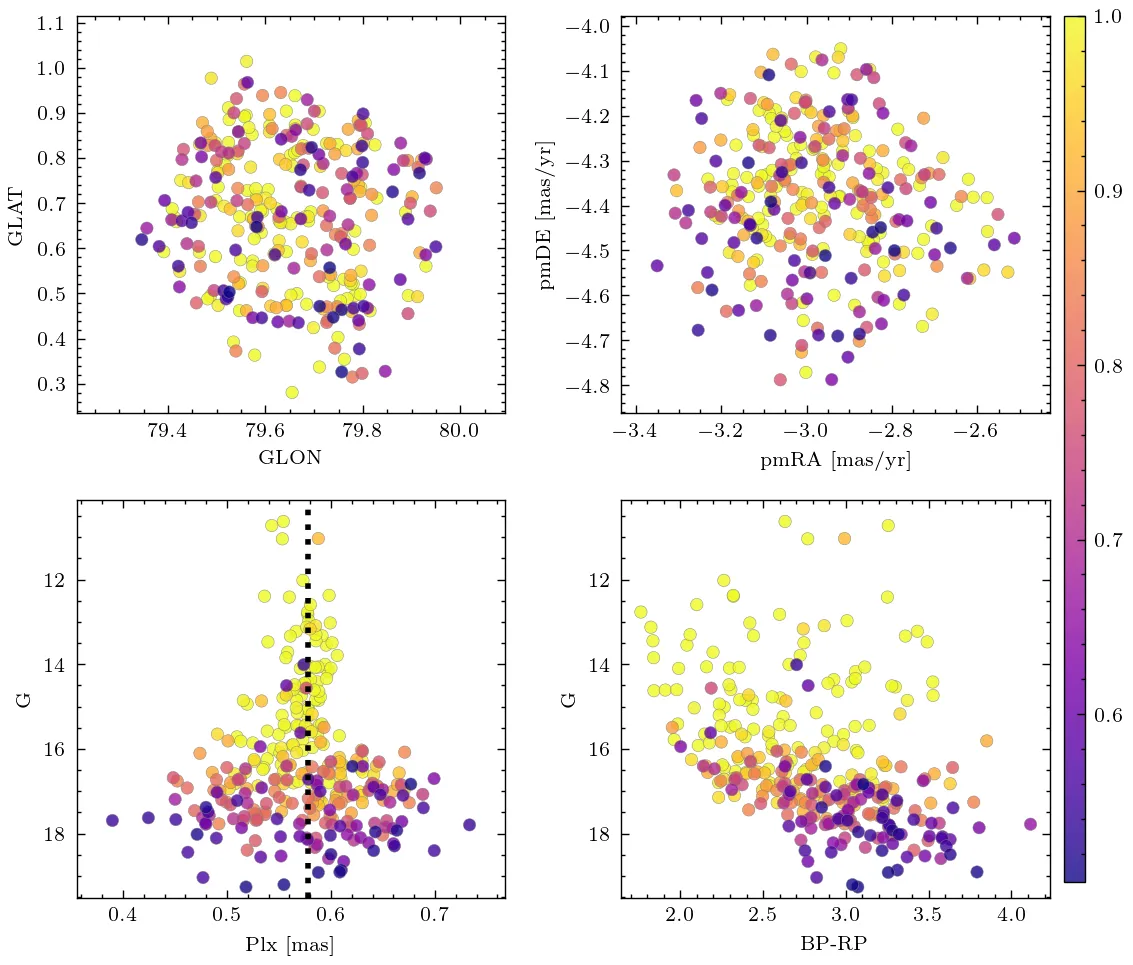 1.1
1.0
0.9
0.8
0.7
0.6
0.5
0.4
0.3
GLAT
79.4 79.6 79.8 80.0
GLON
−4.0
−4.1
−4.2
−4.3
−4.4
−4.5
−4.6
−4.7
−4.8
pmDE [mas/yr]
−3.4 −3.2 −3.0 −2.8 −2.6
pmRA [mas/yr]
1.0
0.9
0.8
0.7
0.6
12
14
16
18
G
0.4 0.5 0.6 0.7
Plx [mas]
12
14
16
18
G
2.0 2.5 3.0 3.5 4.0
BP-RP